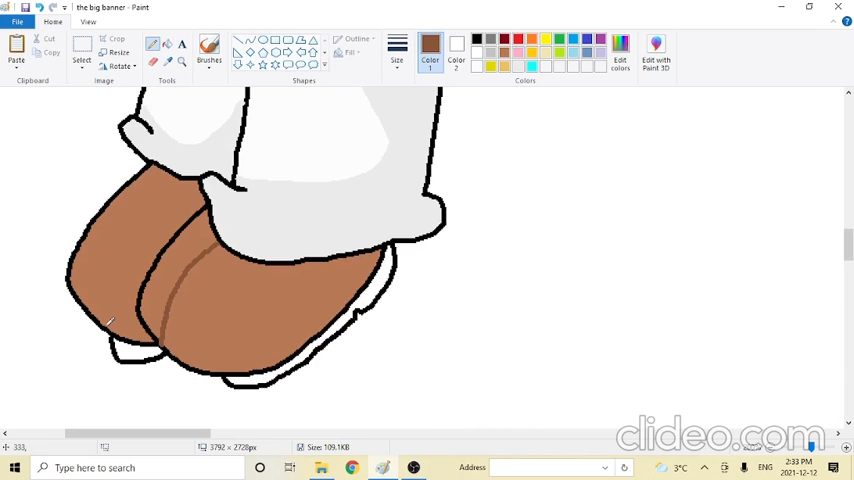 the big banner - Paint
File Home View
Paste
Cut
Copy
Clipboard
Select
Crop
Resize
Rotate
Image
Tools
Brushes
Outline
Fill
Shapes
Size
Color 1
Color 2
Edit colors
Edit with Paint 3D
Colors
333,
3792 × 2728px
Size: 109.1KB
clideo.com
Type here to search
Address
3°C
ENG
2:33 PM
2021-12-12